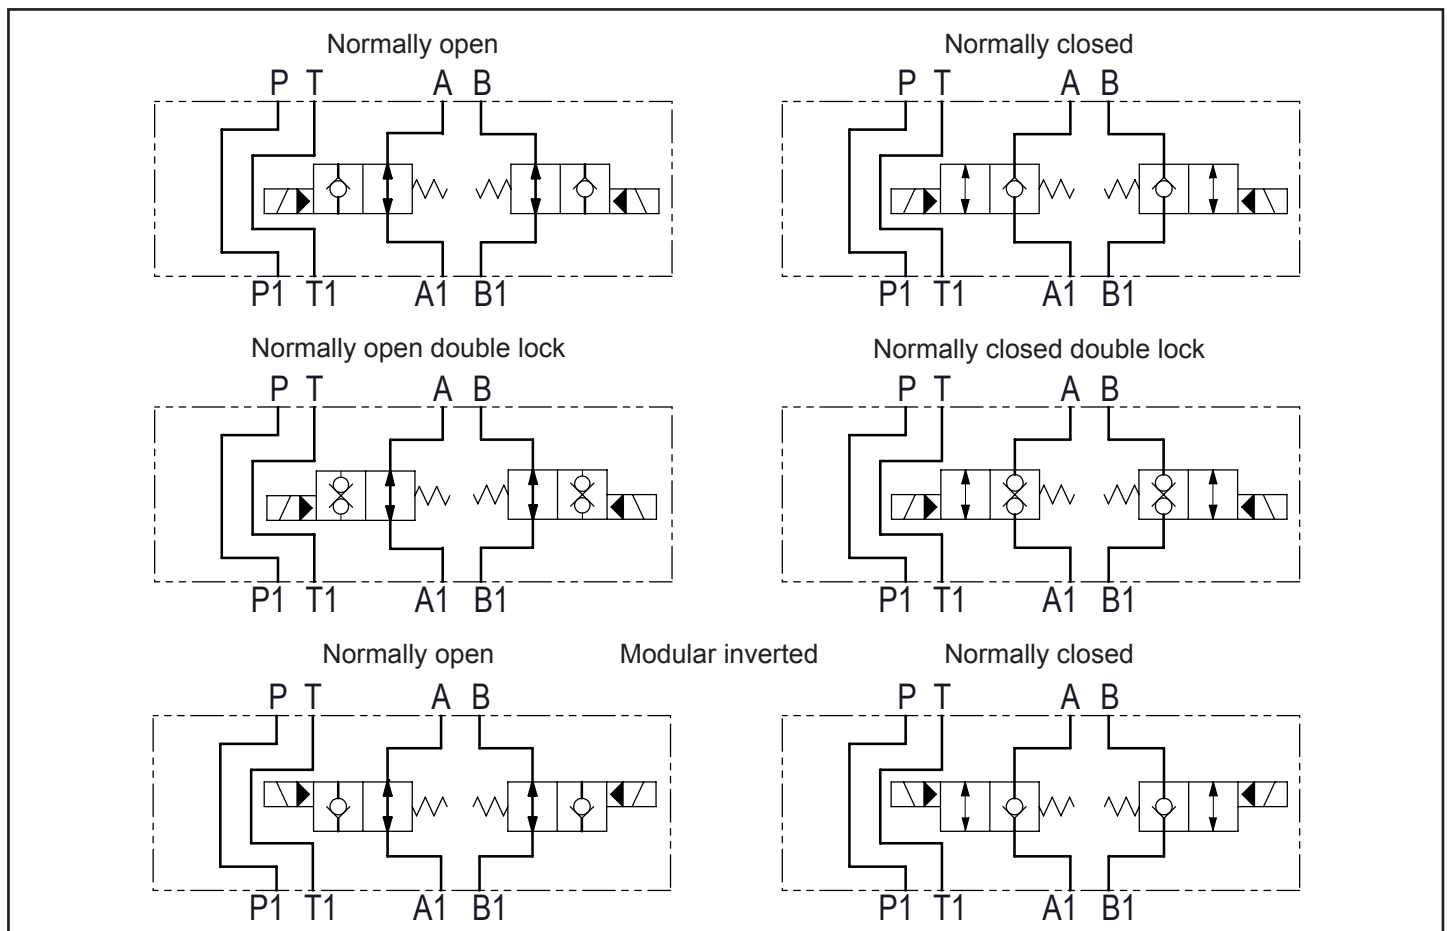 Normally open Normally closed
P T A B P T A B
P1 T1 A1 B1 P1 T1 A1 B1
Normally open double lock Normally closed double lock
P T A B P T A B
P1 T1 A1 B1 P1 T1 A1 B1
Normally open Modular inverted Normally closed
P T A B P T A B
P1 T1 A1 B1 P1 T1 A1 B1